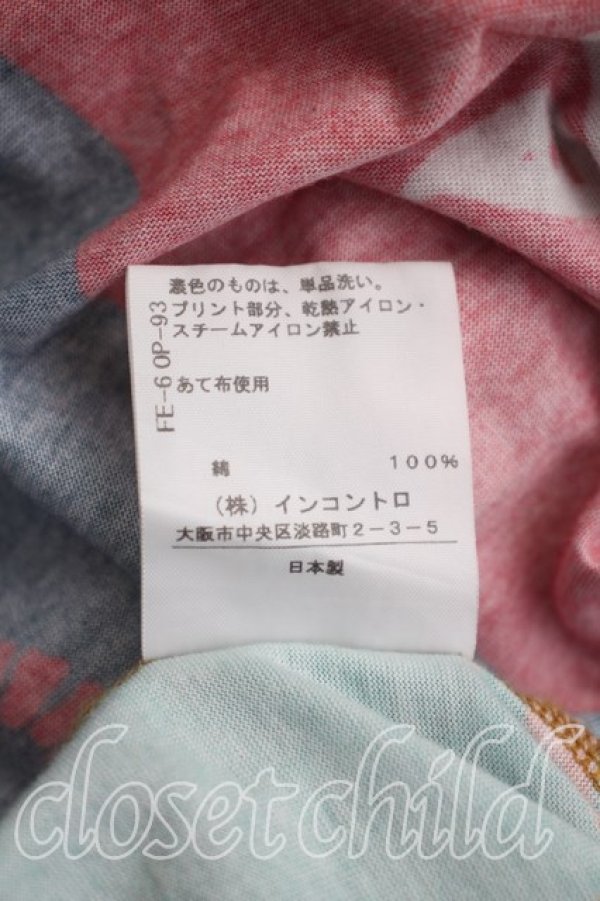 濃色のものは、単品洗い。
プリント部分、乾熱アイロン・
スチームアイロン禁止
あて布使用
FE-6 OP-93
綿 100%
(株) インコントロ
大阪市中央区淡路町2-3-5
日本製
closet child